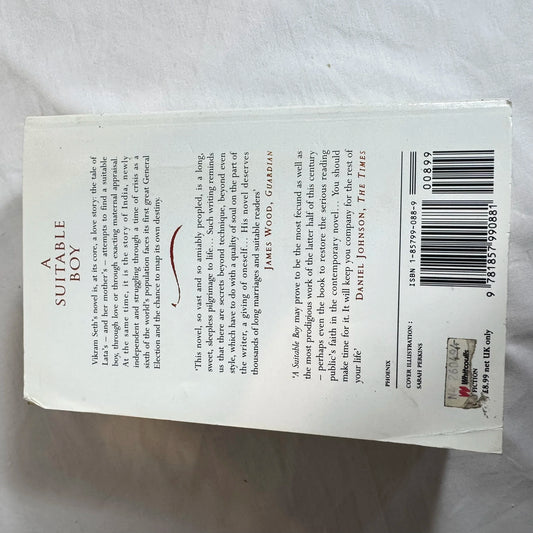 A
SUITABLE
BOY
Vikram Seth's novel is, at its core, a love story: the tale of
Lata's – and her mother's – attempts to find a suitable
boy, through love or through exacting maternal appraisal.
At the same time, it is the story of India, newly
independent and struggling through a time of crisis as a
sixth of the world's population faces its first great General
Election and the chance to map its own destiny.
'This novel, so vast and so amiably peopled, is a long,
sweet, sleepless pilgrimage to life... Such writing reminds
us that there are secrets beyond technique, beyond even
style, which have to do with a quality of soul on the part of
the writer, a giving of oneself... His novel deserves
thousands of long marriages and suitable readers'
JAMES WOOD, GUARDIAN
'A Suitable Boy may prove to be the most fecund as well as
the most prodigious work of the latter half of this century
– perhaps even the book to restore the serious reading
public's faith in the contemporary novel... You should
make time for it. It will keep you company for the rest of
your life'
DANIEL JOHNSON, THE TIMES
PHOENIX
COVER ILLUSTRATION:
SARAH PERKINS
Whitcoulls
FICTION
£8.99 net UK only
ISBN 1-85799-088-9
00899
9 781857 990881